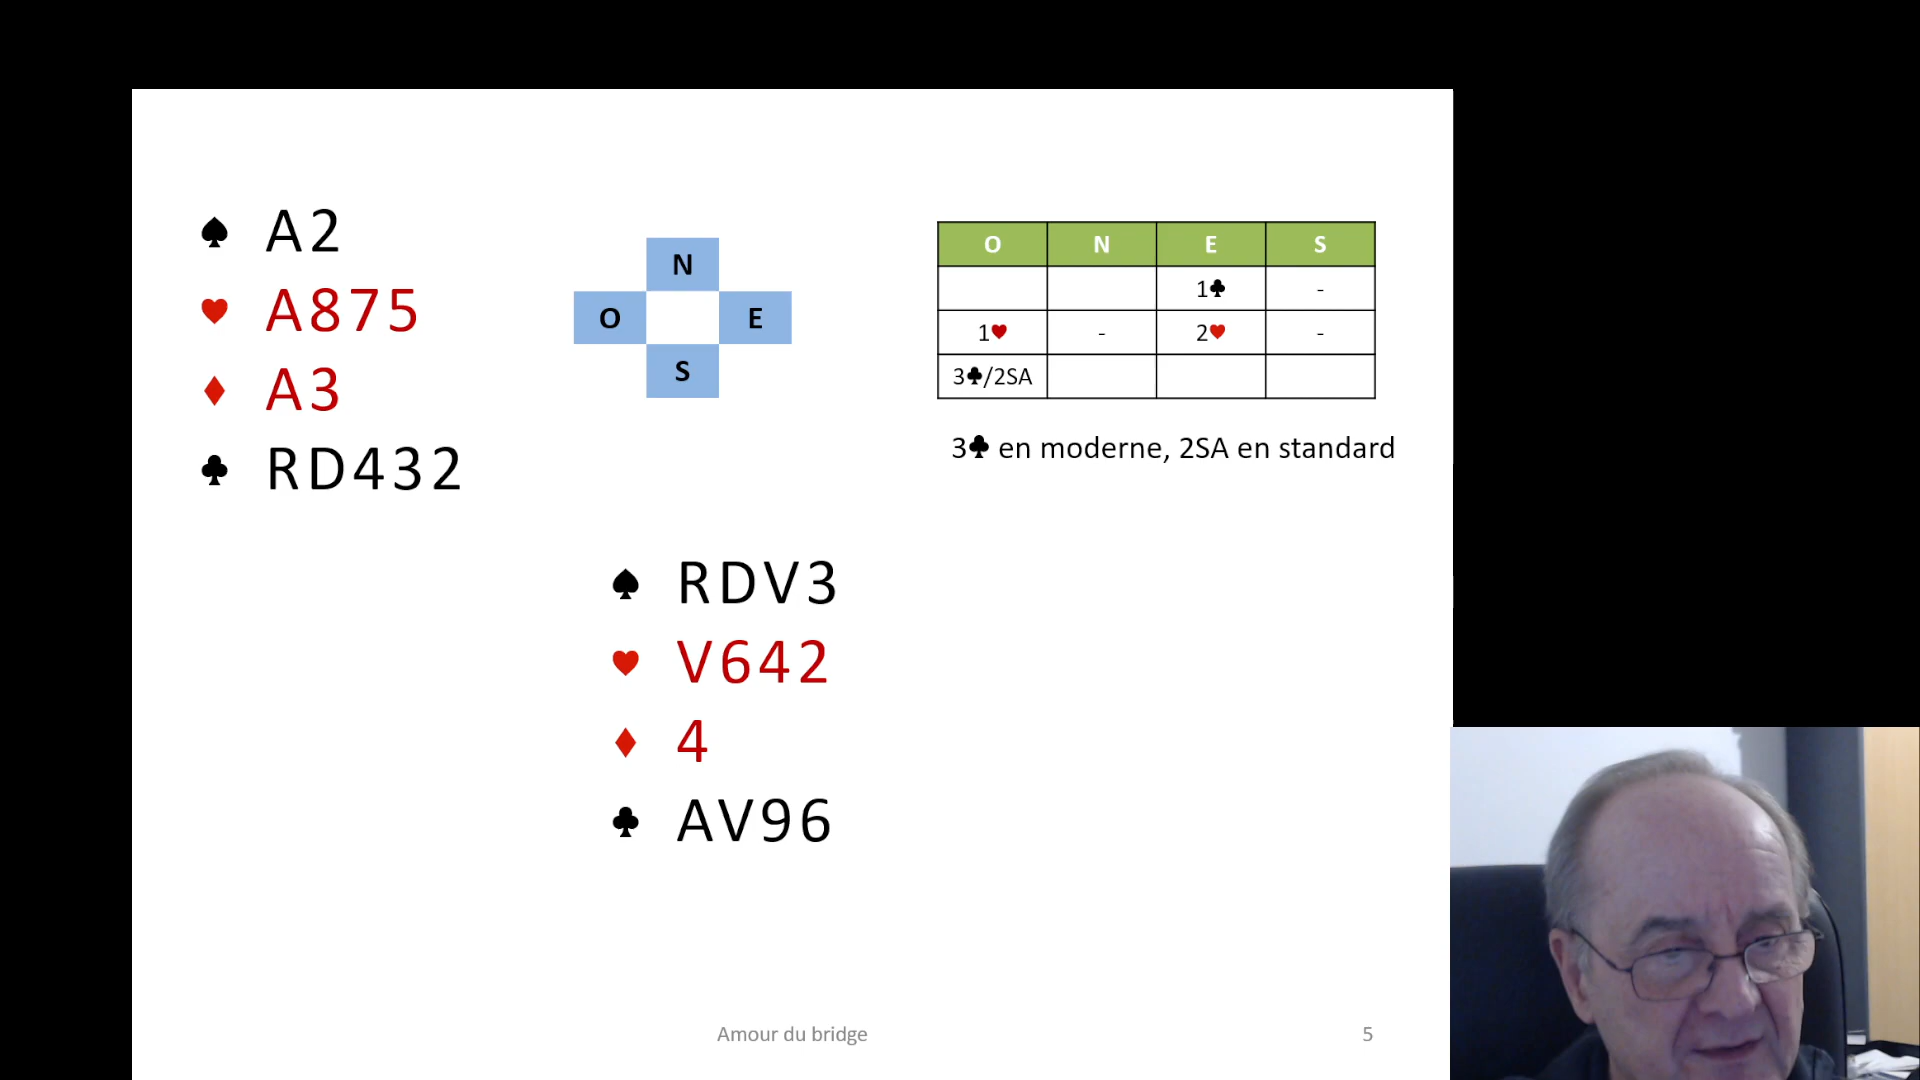 ♠ A2
♥ A875
♦ A3
♣ RD432
N
O E
S
O N E S
1♣ -
1♥ - 2♥ -
3♣/2SA
3♣ en moderne, 2SA en standard
♠ RDV3
♥ V642
♦ 4
♣ AV96
Amour du bridge 5